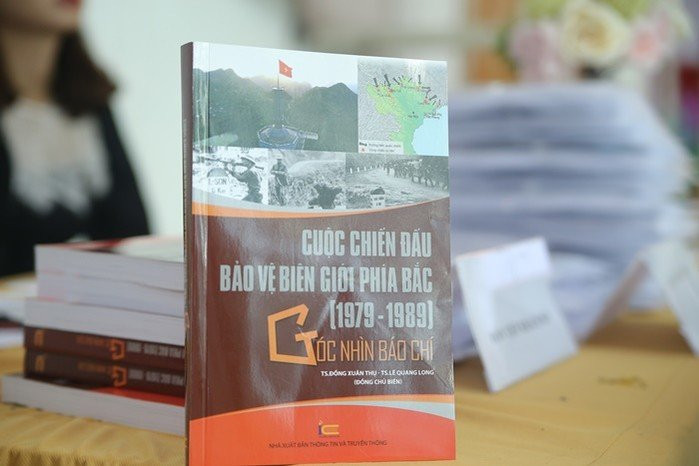 CUỘC CHIẾN ĐẤU
BẢO VỆ BIÊN GIỚI PHÍA BẮC
(1979 - 1989)
GÓC NHÌN BÁO CHÍ
TS.ĐỒNG XUÂN THỤ - TS.LÊ QUANG LONG
(ĐỒNG CHỦ BIÊN)
NHÀ XUẤT BẢN THÔNG TIN VÀ TRUYỀN THÔNG